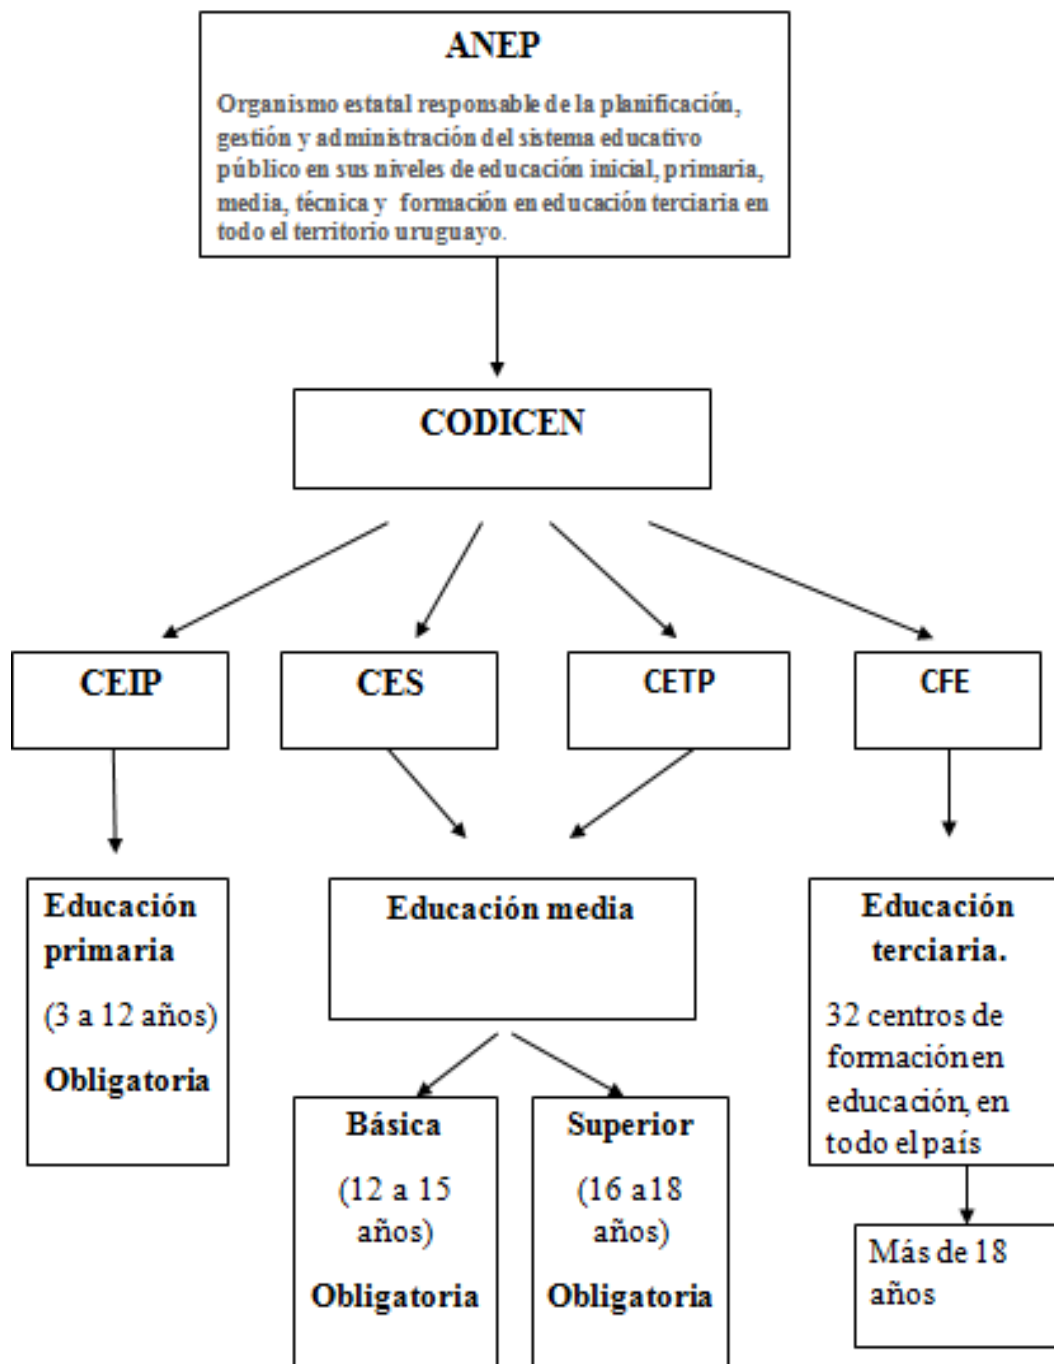 ANEP
Organismo estatal responsable de la planificación,
gestión y administración del sistema educativo
público en sus niveles de educación inicial, primaria,
media, técnica y formación en educación terciaria en
todo el territorio uruguayo.
CODICEN
CEIP
CES
CETP
CFE
Educación
primaria
(3 a 12 años)
Obligatoria
Educación media
Educación
terciaria.
32 centros de
formación en
educación, en
todo el país
Básica
(12 a 15
años)
Obligatoria
Superior
(16 a 18
años)
Obligatoria
Más de 18
años